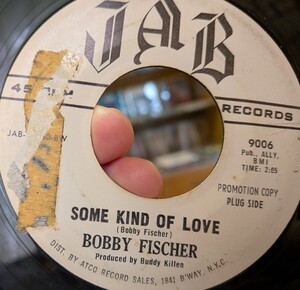 JAB
45 RPM
RECORDS
JAB-
9006
Pub., ALLY,
BMI
TIME: 2:05
PROMOTION COPY
PLUG SIDE
SOME KIND OF LOVE
(Bobby Fischer)
BOBBY FISCHER
Produced by Buddy Killen
DIST. BY ATCO RECORD SALES, 1841 B'WAY, N.Y.C.